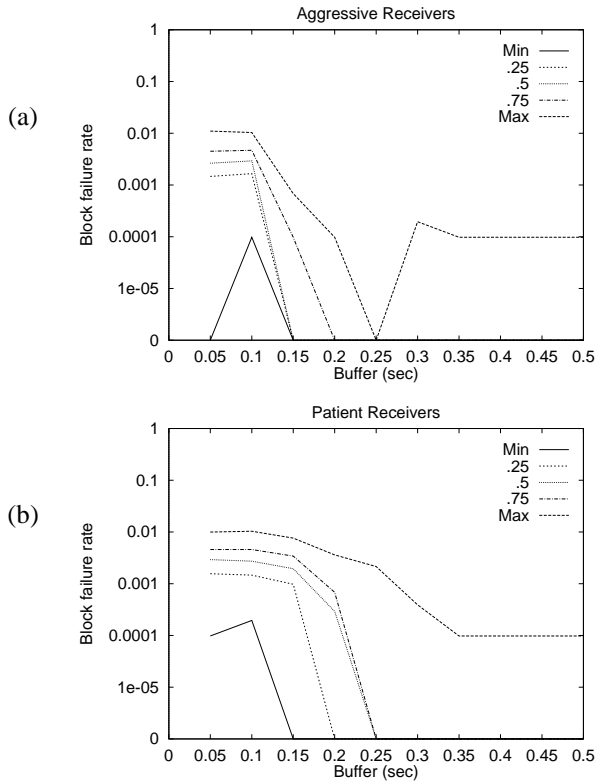 Aggressive Receivers
(a)
Block failure rate
1
0.1
0.01
0.001
0.0001
1e-05
0
Min
.25
.5
.75
Max
0 0.05 0.1 0.15 0.2 0.25 0.3 0.35 0.4 0.45 0.5
Buffer (sec)
Patient Receivers
(b)
Block failure rate
1
0.1
0.01
0.001
0.0001
1e-05
0
Min
.25
.5
.75
Max
0 0.05 0.1 0.15 0.2 0.25 0.3 0.35 0.4 0.45 0.5
Buffer (sec)